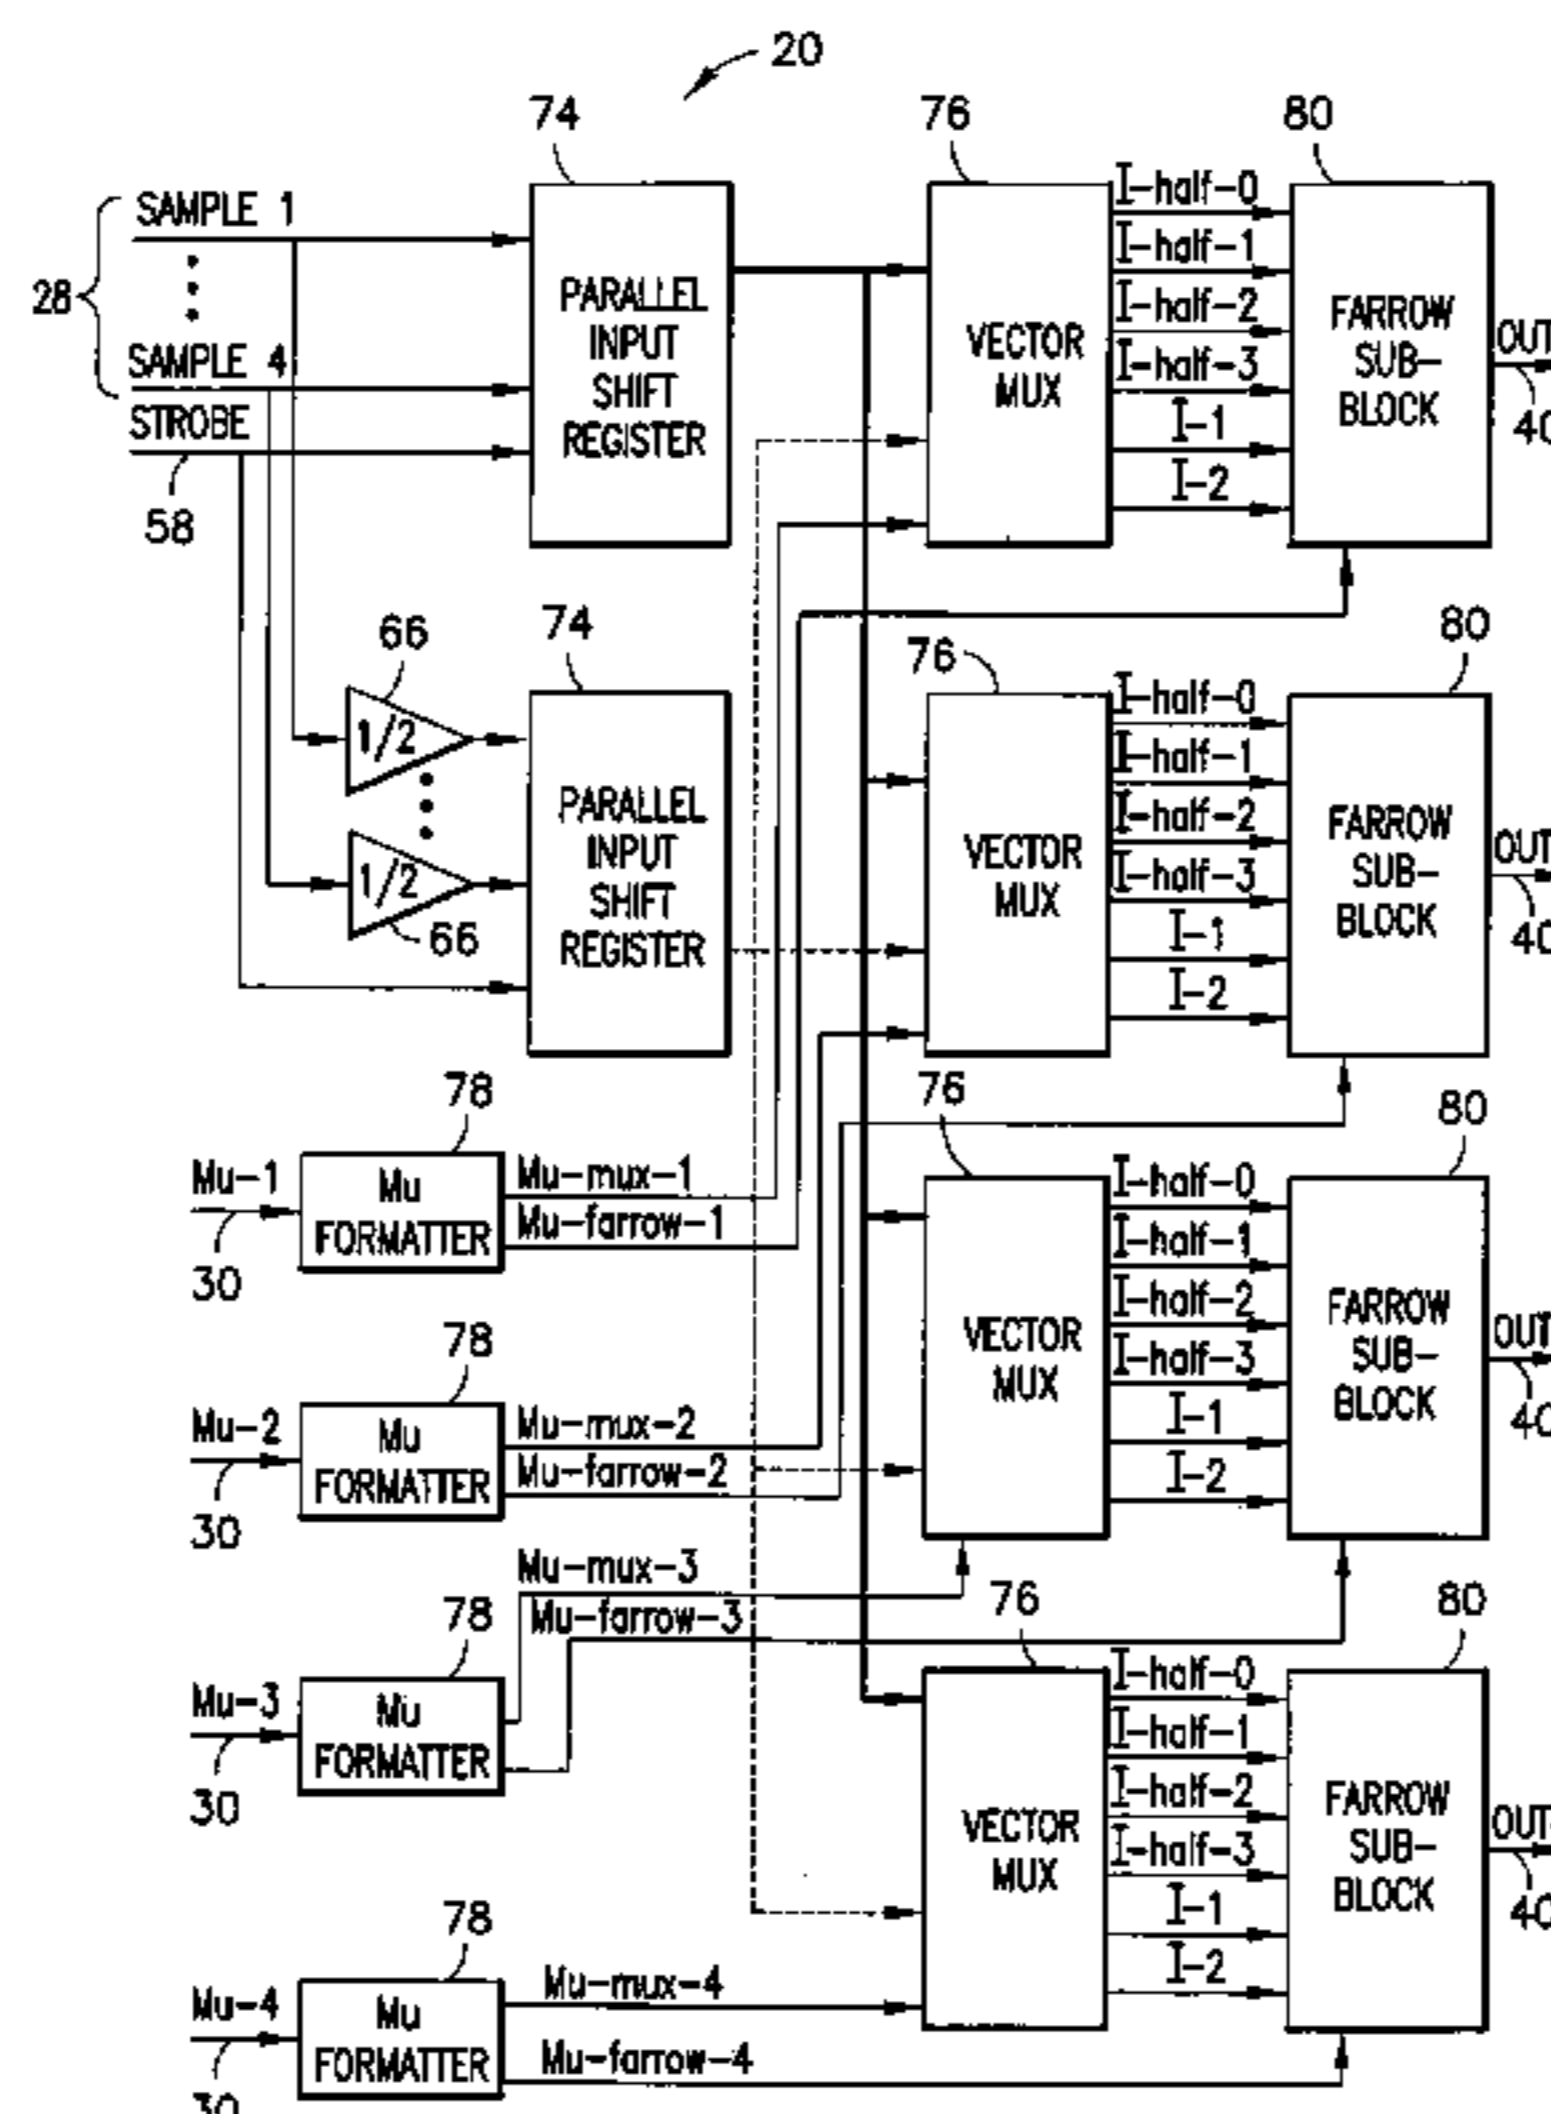 20
74
76
80
SAMPLE 1
28
SAMPLE 4
STROBE
58
PARALLEL
INPUT
SHIFT
REGISTER
VECTOR
MUX
I-half-0
I-half-1
I-half-2
I-half-3
I-1
I-2
FARROW
SUB-
BLOCK
OUT
40
66
1/2
1/2
66
74
PARALLEL
INPUT
SHIFT
REGISTER
76
VECTOR
MUX
I-half-0
I-half-1
I-half-2
I-half-3
I-1
I-2
80
FARROW
SUB-
BLOCK
OUT
40
78
Mu-1
30
Mu
FORMATTER
Mu-mux-1
Mu-farrow-1
76
VECTOR
MUX
I-half-0
I-half-1
I-half-2
I-half-3
I-1
I-2
80
FARROW
SUB-
BLOCK
OUT
40
78
Mu-2
30
Mu
FORMATTER
Mu-mux-2
Mu-farrow-2
78
Mu-3
30
Mu
FORMATTER
Mu-mux-3
Mu-farrow-3
76
VECTOR
MUX
I-half-0
I-half-1
I-half-2
I-half-3
I-1
I-2
80
FARROW
SUB-
BLOCK
OUT
40
78
Mu-4
30
Mu
FORMATTER
Mu-mux-4
Mu-farrow-4